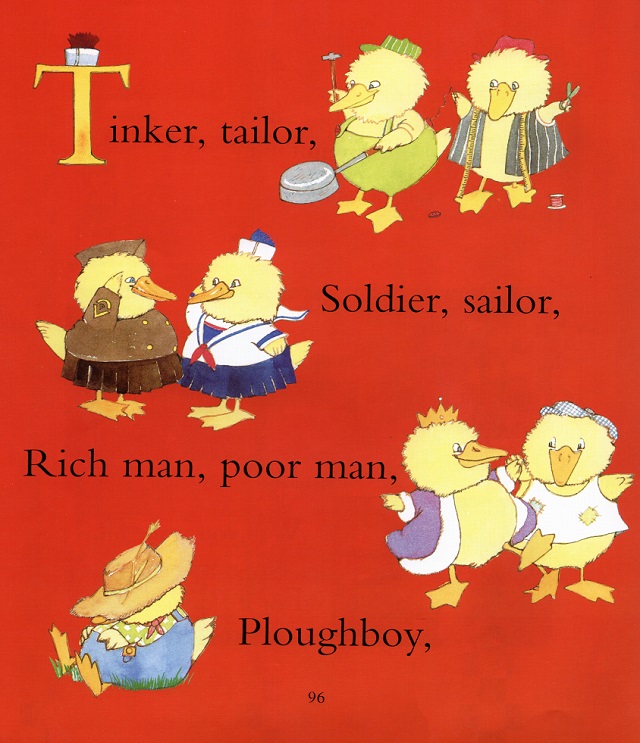 Tinker, tailor,
Soldier, sailor,
Rich man, poor man,
Ploughboy,
96